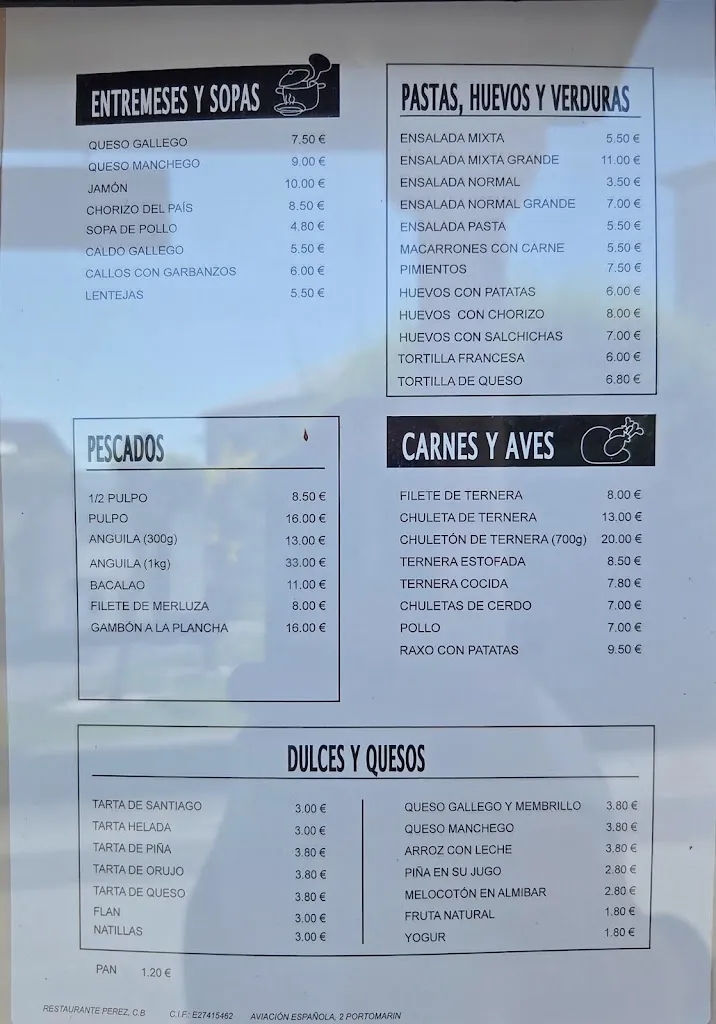 ENTREMESES Y SOPAS
QUESO GALLEGO 7.50 €
QUESO MANCHEGO 9.00 €
JAMÓN 10.00 €
CHORIZO DEL PAÍS 8.50 €
SOPA DE POLLO 4.80 €
CALDO GALLEGO 5.50 €
CALLOS CON GARBANZOS 6.00 €
LENTEJAS 5.50 €
PASTAS, HUEVOS Y VERDURAS
ENSALADA MIXTA 5.50 €
ENSALADA MIXTA GRANDE 11.00 €
ENSALADA NORMAL 3.50 €
ENSALADA NORMAL GRANDE 7.00 €
ENSALADA PASTA 5.50 €
MACARRONES CON CARNE 5.50 €
PIMIENTOS 7.50 €
HUEVOS CON PATATAS 6.00 €
HUEVOS CON CHORIZO 8.00 €
HUEVOS CON SALCHICHAS 7.00 €
TORTILLA FRANCESA 6.00 €
TORTILLA DE QUESO 6.80 €
PESCADOS
1/2 PULPO 8.50 €
PULPO 16.00 €
ANGUILA (300g) 13.00 €
ANGUILA (1kg) 33.00 €
BACALAO 11.00 €
FILETE DE MERLUZA 8.00 €
GAMBÓN A LA PLANCHA 16.00 €
CARNES Y AVES
FILETE DE TERNERA 8.00 €
CHULETA DE TERNERA 13.00 €
CHULETÓN DE TERNERA (700g) 20.00 €
TERNERA ESTOFADA 8.50 €
TERNERA COCIDA 7.80 €
CHULETAS DE CERDO 7.00 €
POLLO 7.00 €
RAXO CON PATATAS 9.50 €
DULCES Y QUESOS
TARTA DE SANTIAGO 3.00 €
TARTA HELADA 3.00 €
TARTA DE PIÑA 3.80 €
TARTA DE ORUJO 3.80 €
TARTA DE QUESO 3.80 €
FLAN 3.00 €
NATILLAS 3.00 €
QUESO GALLEGO Y MEMBRILLO 3.80 €
QUESO MANCHEGO 3.80 €
ARROZ CON LECHE 3.80 €
PIÑA EN SU JUGO 2.80 €
MELOCOTÓN EN ALMIBAR 2.80 €
FRUTA NATURAL 1.80 €
YOGUR 1.80 €
PAN 1.20 €
RESTAURANTE PEREZ, C.B C.I.F.: E27415462 AVIACIÓN ESPAÑOLA, 2 PORTOMARIN